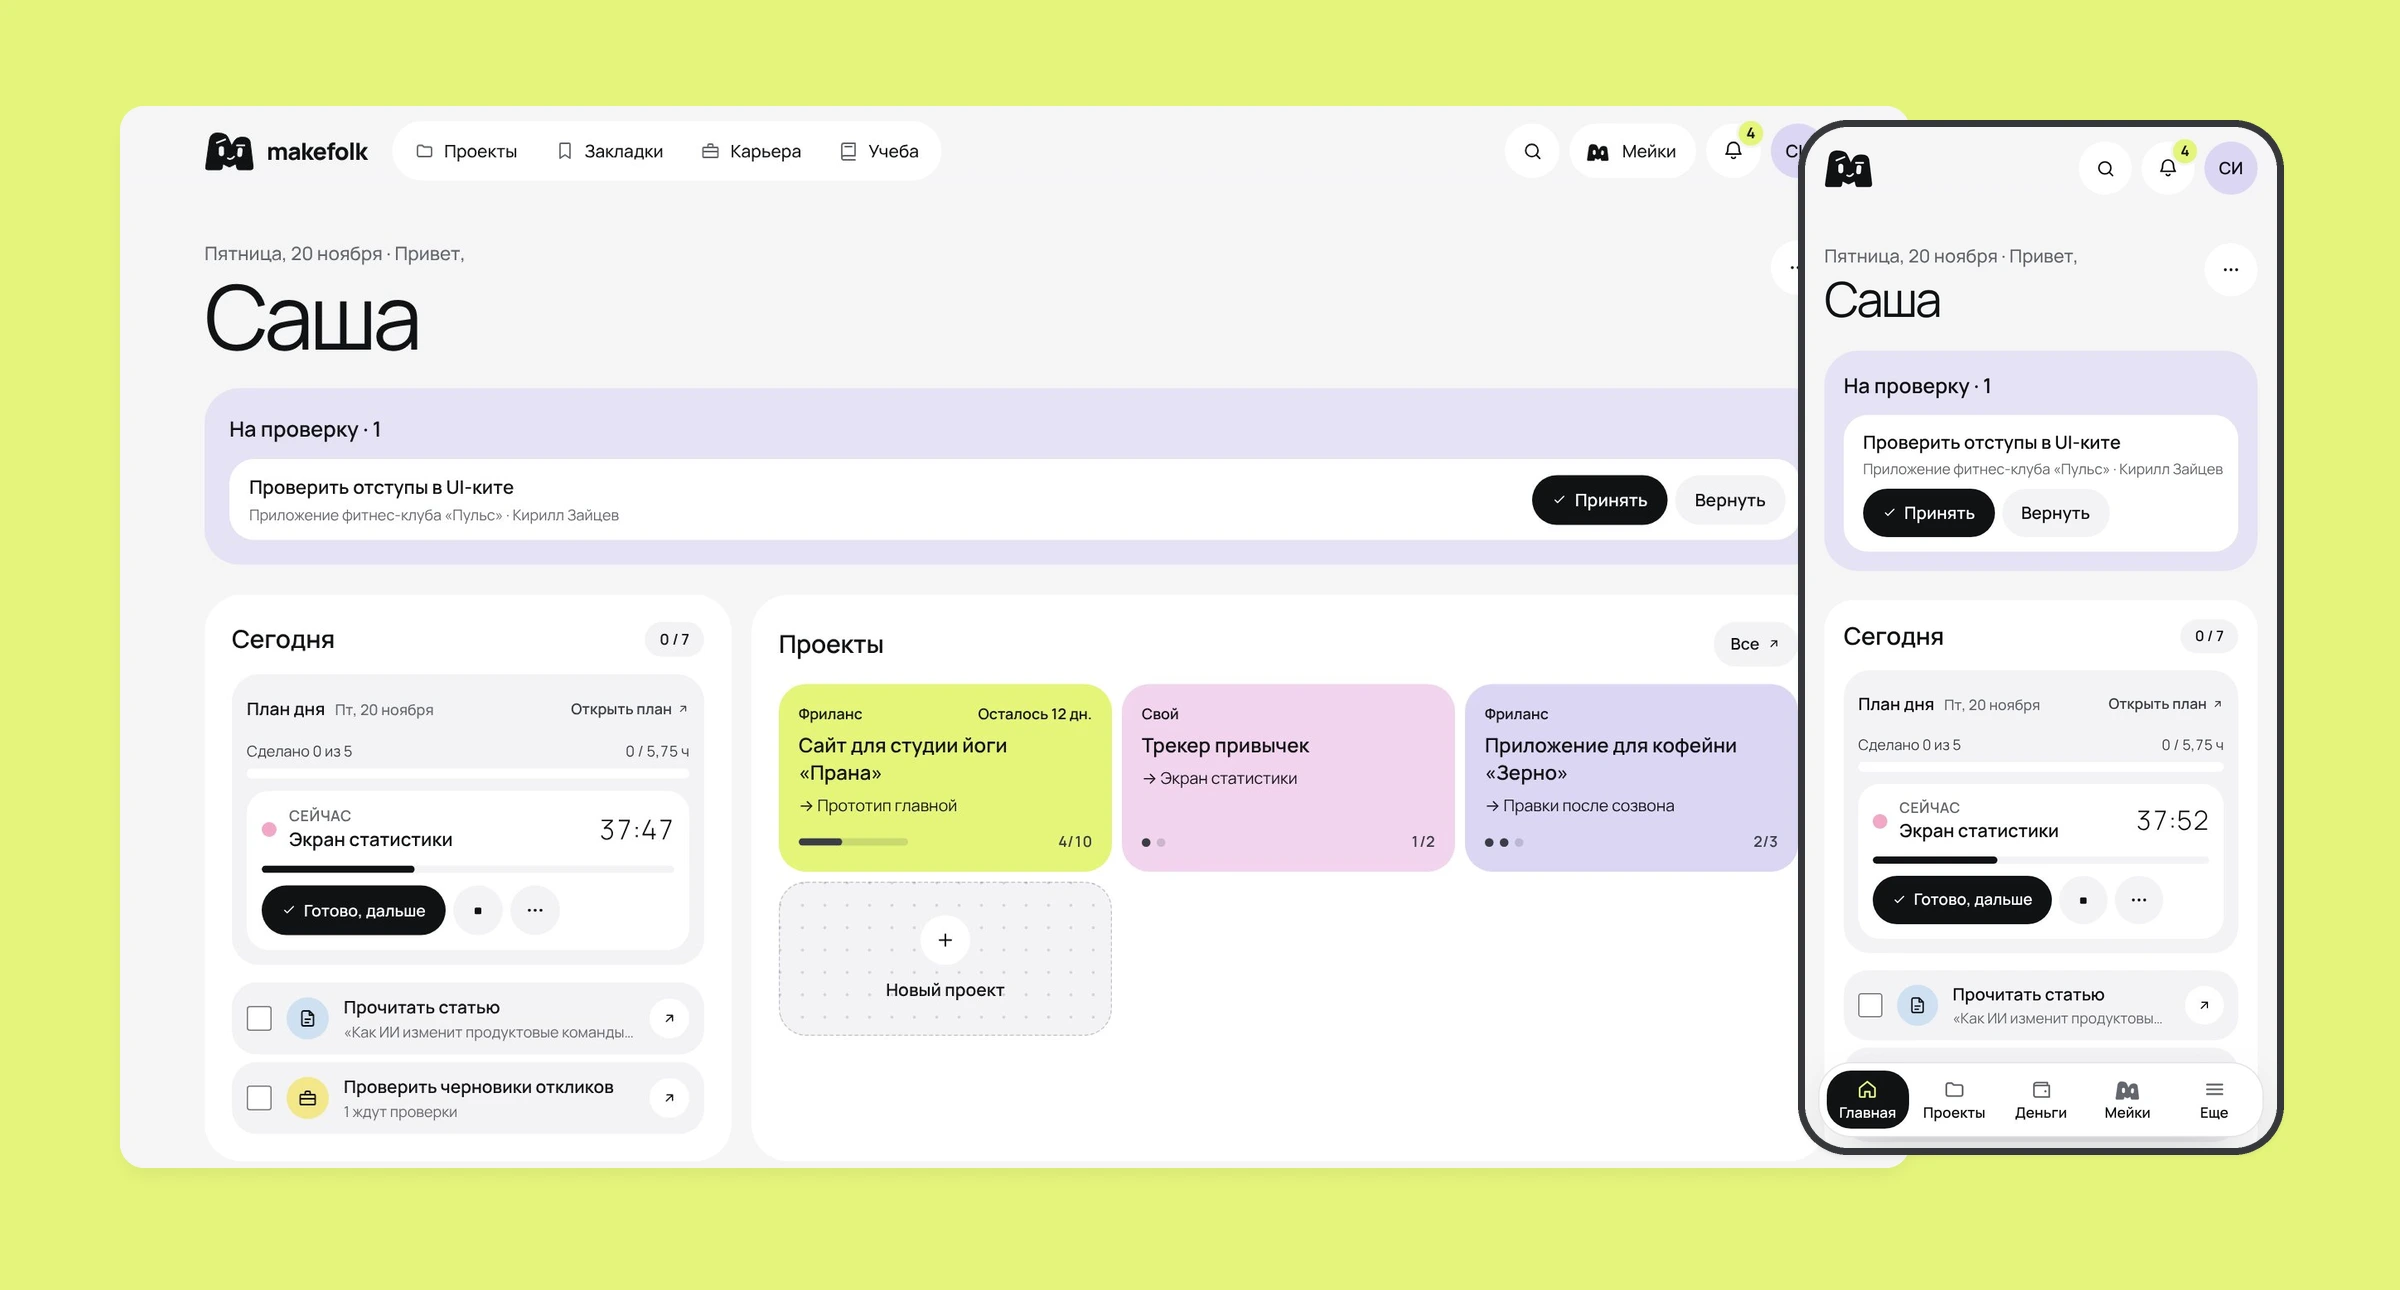 makefolk
Проекты
Закладки
Карьера
Учеба
Мейки
4
Пятница, 20 ноября · Привет,
Саша
На проверку · 1
Проверить отступы в UI-ките
Приложение фитнес-клуба «Пульс» · Кирилл Зайцев
Принять
Вернуть
Сегодня
0 / 7
План дня Пт, 20 ноября
Открыть план
Сделано 0 из 5
0 / 5,75 ч
СЕЙЧАС
Экран статистики
37:47
Готово, дальше
Прочитать статью
«Как ИИ изменит продуктовые команды...
Проверить черновики откликов
1 ждут проверки
Проекты
Все
Фриланс
Осталось 12 дн.
Сайт для студии йоги
«Прана»
→ Прототип главной
4/10
Свой
Трекер привычек
→ Экран статистики
1/2
Фриланс
Приложение для кофейни
«Зерно»
→ Правки после созвона
2/3
Новый проект
4
СИ
Пятница, 20 ноября · Привет,
Саша
На проверку · 1
Проверить отступы в UI-ките
Приложение фитнес-клуба «Пульс» · Кирилл Зайцев
Принять
Вернуть
Сегодня
0 / 7
План дня Пт, 20 ноября
Открыть план
Сделано 0 из 5
0 / 5,75 ч
СЕЙЧАС
Экран статистики
37:52
Готово, дальше
Прочитать статью
«Как ИИ изменит продуктовы...
Главная
Проекты
Деньги
Мейки
Еще